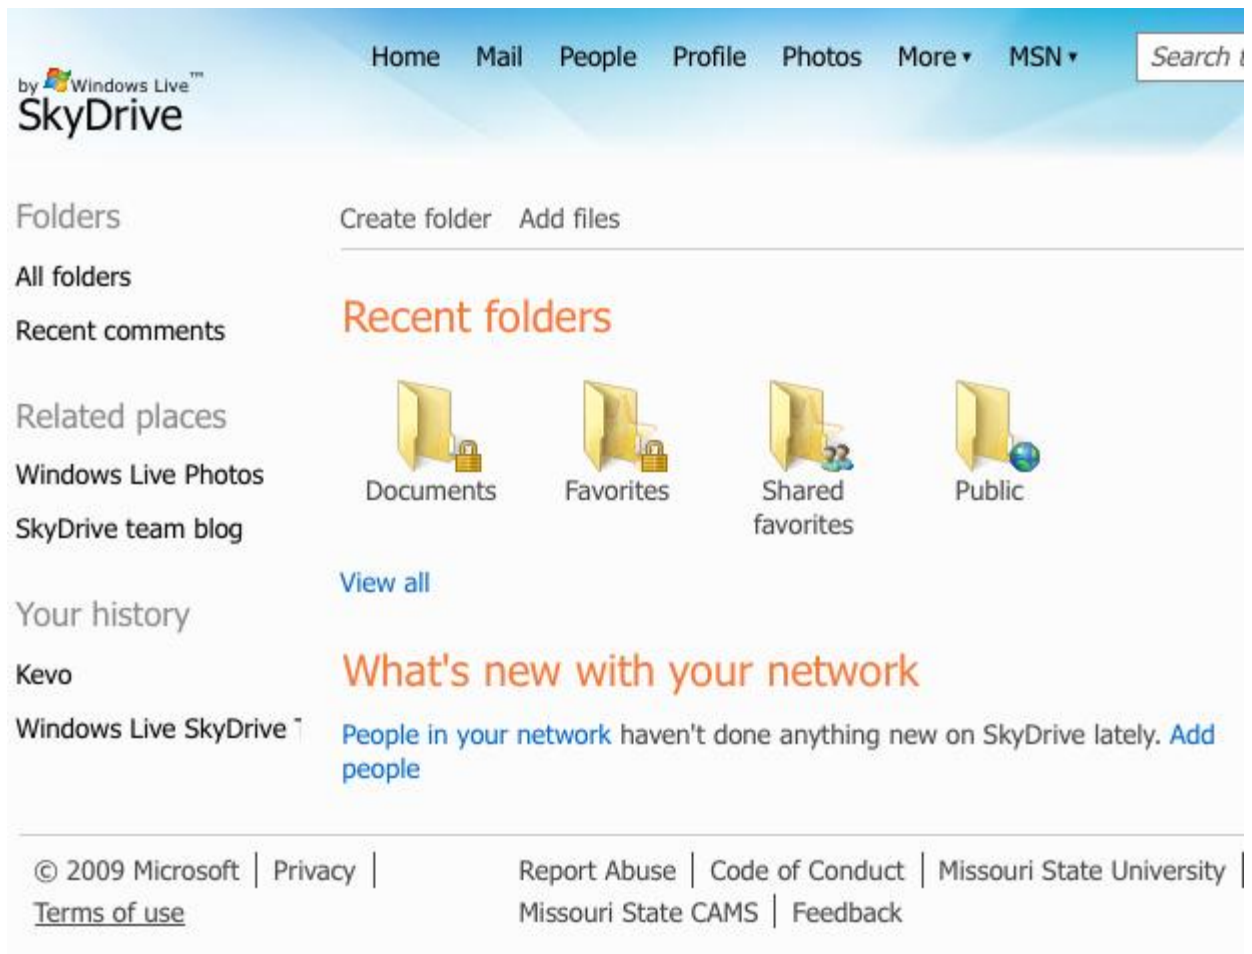 Home Mail People Profile Photos More MSN Search
by Windows Live™
SkyDrive
Folders
All folders
Recent comments
Related places
Windows Live Photos
SkyDrive team blog
Your history
Kevo
Windows Live SkyDrive
Create folder Add files
Recent folders
Documents
Favorites
Shared
favorites
Public
View all
What's new with your network
People in your network haven't done anything new on SkyDrive lately. Add
people
© 2009 Microsoft | Privacy |
Terms of use
Report Abuse | Code of Conduct | Missouri State University |
Missouri State CAMS | Feedback